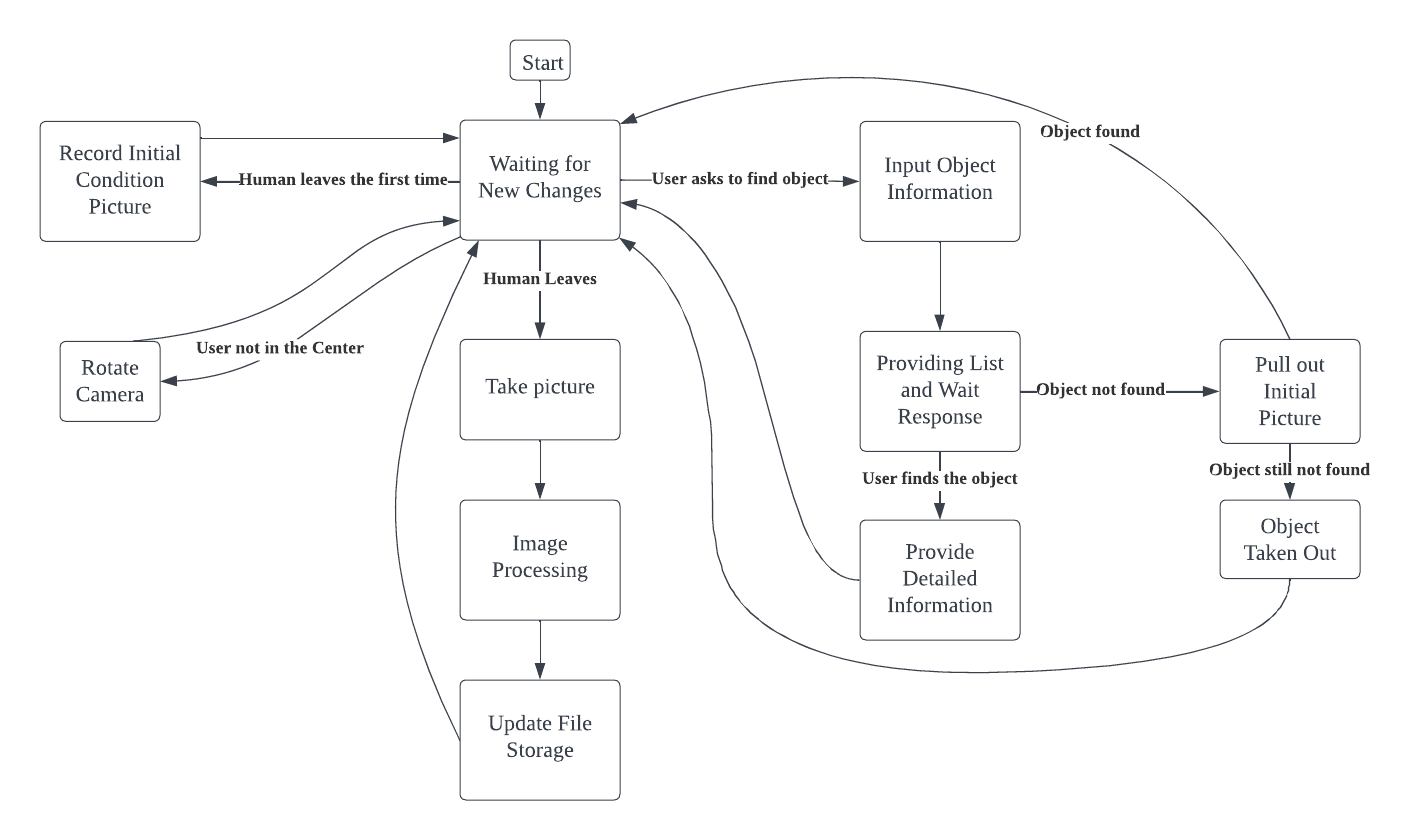 Start
Object found
Record Initial
Condition
Picture
Human leaves the first time
Waiting for
New Changes
User asks to find object
Input Object
Information
Human Leaves
User not in the Center
Rotate
Camera
Take picture
Providing List
and Wait
Response
Object not found
Pull out
Initial
Picture
User finds the object
Object still not found
Image
Processing
Provide
Detailed
Information
Object
Taken Out
Update File
Storage